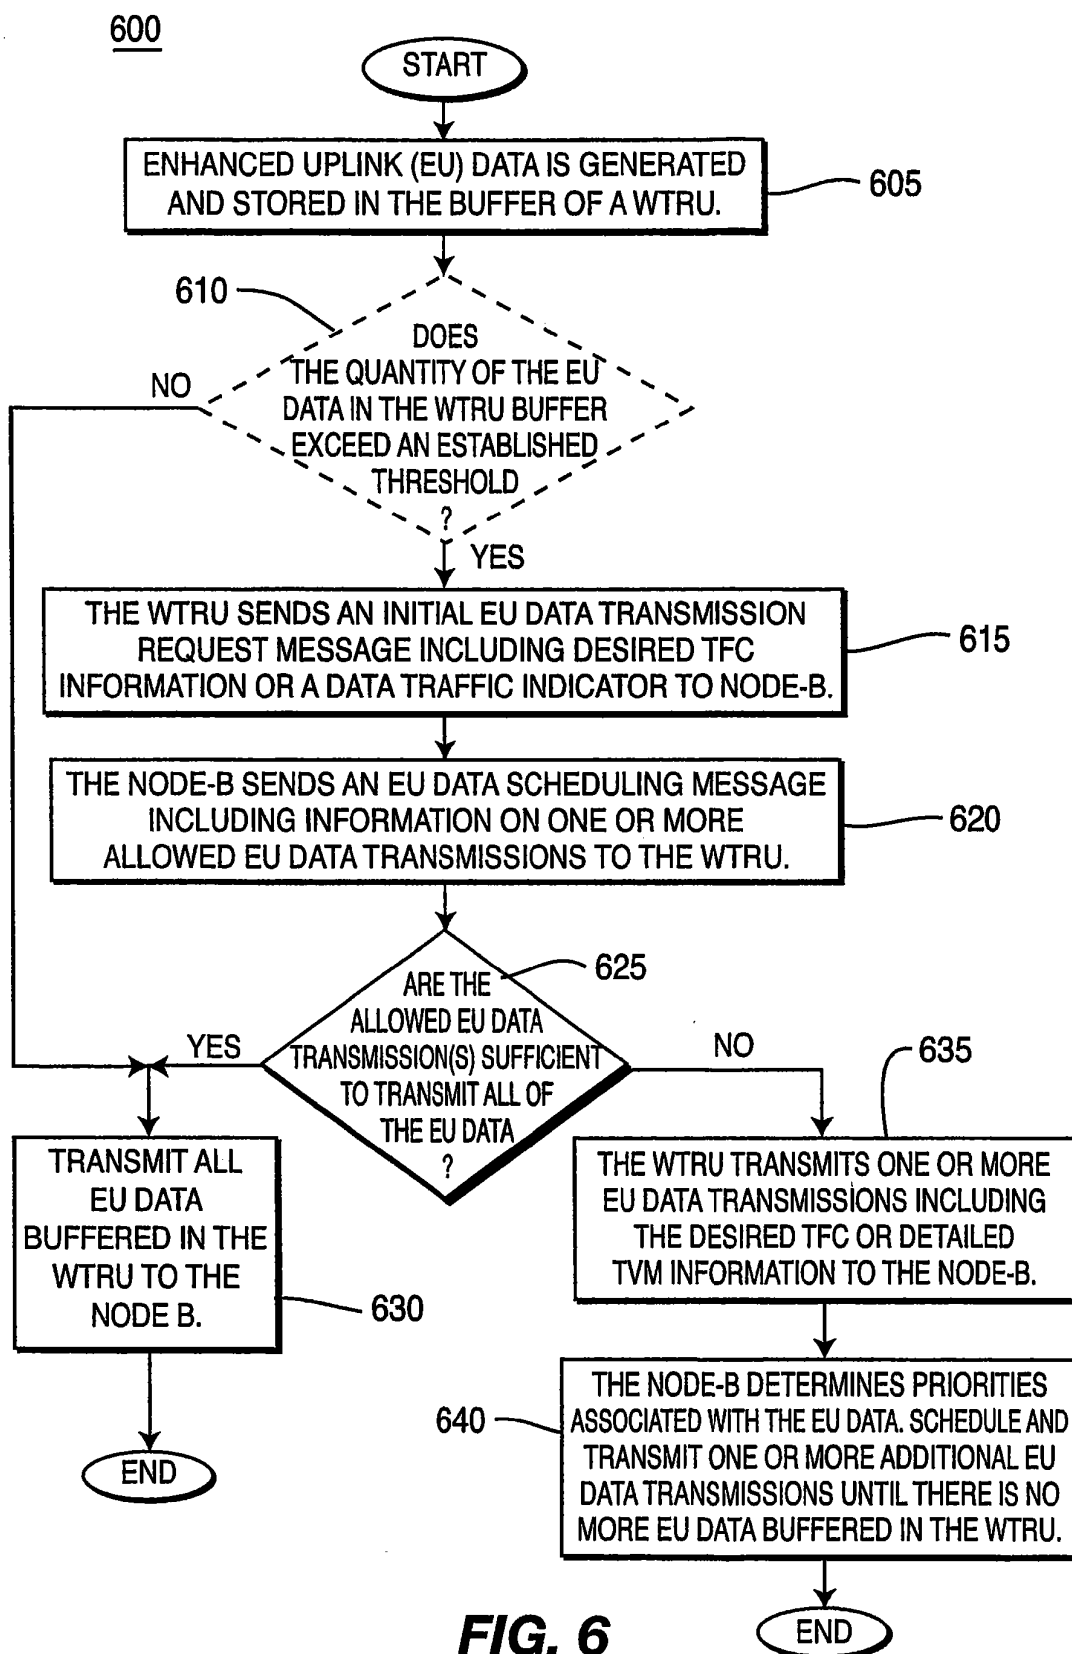 600
START
ENHANCED UPLINK (EU) DATA IS GENERATED
AND STORED IN THE BUFFER OF A WTRU.
605
610
DOES
THE QUANTITY OF THE EU
DATA IN THE WTRU BUFFER
EXCEED AN ESTABLISHED
THRESHOLD
?
NO
YES
THE WTRU SENDS AN INITIAL EU DATA TRANSMISSION
REQUEST MESSAGE INCLUDING DESIRED TFC
INFORMATION OR A DATA TRAFFIC INDICATOR TO NODE-B.
615
THE NODE-B SENDS AN EU DATA SCHEDULING MESSAGE
INCLUDING INFORMATION ON ONE OR MORE
ALLOWED EU DATA TRANSMISSIONS TO THE WTRU.
620
625
ARE THE
ALLOWED EU DATA
TRANSMISSION(S) SUFFICIENT
TO TRANSMIT ALL OF
THE EU DATA
?
YES
NO
635
TRANSMIT ALL
EU DATA
BUFFERED IN THE
WTRU TO THE
NODE B.
630
END
THE WTRU TRANSMITS ONE OR MORE
EU DATA TRANSMISSIONS INCLUDING
THE DESIRED TFC OR DETAILED
TVM INFORMATION TO THE NODE-B.
640
THE NODE-B DETERMINES PRIORITIES
ASSOCIATED WITH THE EU DATA. SCHEDULE AND
TRANSMIT ONE OR MORE ADDITIONAL EU
DATA TRANSMISSIONS UNTIL THERE IS NO
MORE EU DATA BUFFERED IN THE WTRU.
END
FIG. 6